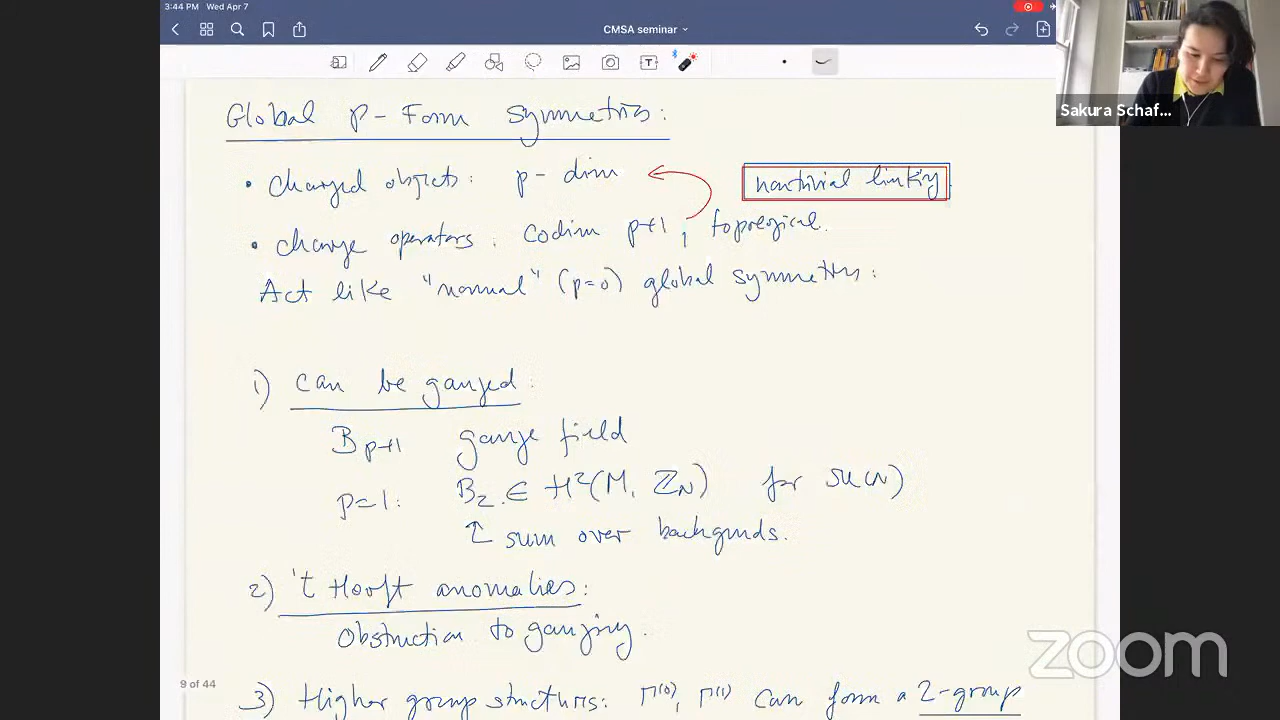 3:44 PM Wed Apr 7
CMSA seminar
Sakura Schaf...
Global p-Form Symmetries:
• Charged objects: p-dim
nontrivial linking
• charge operators: codim p+1, topological.
Act like "normal" (p=0) global symmetries:
1) can be gauged:
B_{p+1} gauge field
p=1: B_2 ∈ H²(M, ℤ_N) for SU(N)
↑ sum over backgrounds.
2) 't Hooft anomalies:
Obstruction to gauging.
zoom
9 of 44
3) Higher group structures: Γ^{(0)}, Γ^{(1)} can form a 2-group